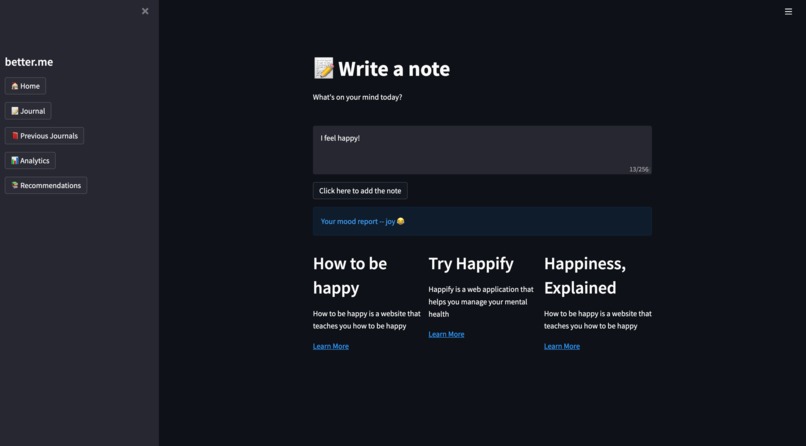 better.me
Home
Journal
Previous Journals
Analytics
Recommendations
Write a note
What's on your mind today?
I feel happy!
13/256
Click here to add the note
Your mood report -- joy 😂
How to be
happy
How to be happy is a website that
teaches you how to be happy
Learn More
Try Happify
Happify is a web application that
helps you manage your mental
health
Learn More
Happiness,
Explained
How to be happy is a website that
teaches you how to be happy
Learn More